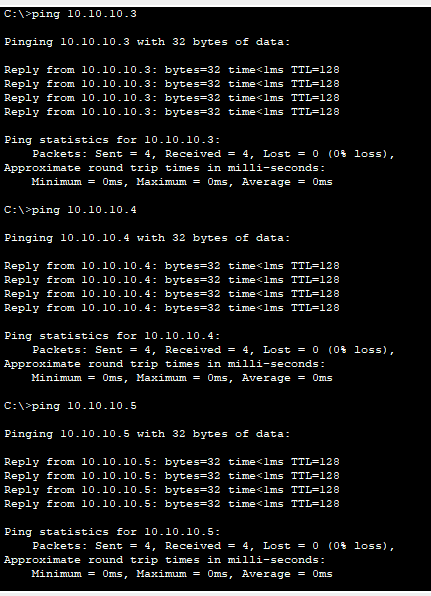 C:\>ping 10.10.10.3
Pinging 10.10.10.3 with 32 bytes of data:
Reply from 10.10.10.3: bytes=32 time<1ms TTL=128
Reply from 10.10.10.3: bytes=32 time<1ms TTL=128
Reply from 10.10.10.3: bytes=32 time<1ms TTL=128
Reply from 10.10.10.3: bytes=32 time<1ms TTL=128
Ping statistics for 10.10.10.3:
Packets: Sent = 4, Received = 4, Lost = 0 (0% loss),
Approximate round trip times in milli-seconds:
Minimum = 0ms, Maximum = 0ms, Average = 0ms
C:\>ping 10.10.10.4
Pinging 10.10.10.4 with 32 bytes of data:
Reply from 10.10.10.4: bytes=32 time<1ms TTL=128
Reply from 10.10.10.4: bytes=32 time<1ms TTL=128
Reply from 10.10.10.4: bytes=32 time<1ms TTL=128
Reply from 10.10.10.4: bytes=32 time<1ms TTL=128
Ping statistics for 10.10.10.4:
Packets: Sent = 4, Received = 4, Lost = 0 (0% loss),
Approximate round trip times in milli-seconds:
Minimum = 0ms, Maximum = 0ms, Average = 0ms
C:\>ping 10.10.10.5
Pinging 10.10.10.5 with 32 bytes of data:
Reply from 10.10.10.5: bytes=32 time<1ms TTL=128
Reply from 10.10.10.5: bytes=32 time<1ms TTL=128
Reply from 10.10.10.5: bytes=32 time<1ms TTL=128
Reply from 10.10.10.5: bytes=32 time<1ms TTL=128
Ping statistics for 10.10.10.5:
Packets: Sent = 4, Received = 4, Lost = 0 (0% loss),
Approximate round trip times in milli-seconds:
Minimum = 0ms, Maximum = 0ms, Average = 0ms